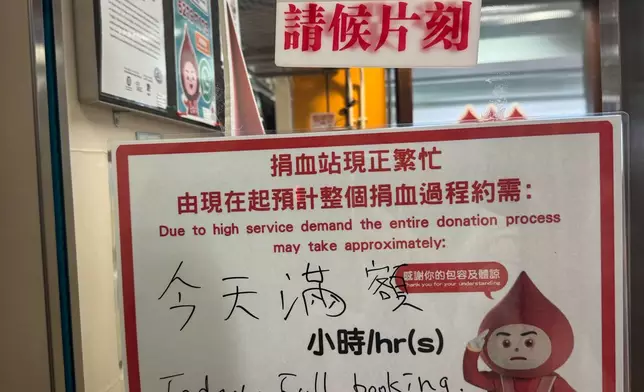 請候片刻
捐血站現正繁忙
由現在起預計整個捐血過程約需:
Due to high service demand the entire donation process
may take approximately:
今天滿額
感謝你的包容及體諒
Thank you for your understanding
小時/hr(s)
Today Full booking.